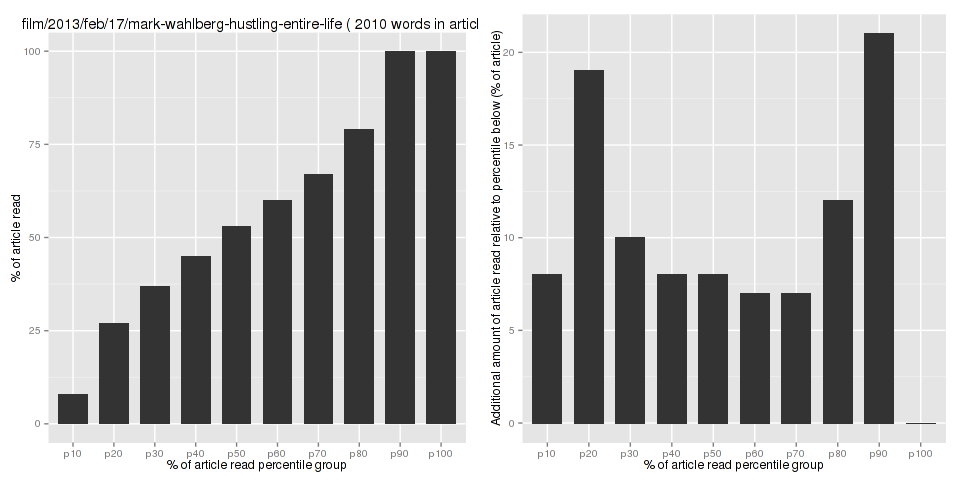 film/2013/feb/17/mark-wahlberg-hustling-entire-life ( 2010 words in articl
% of article read
100
75
50
25
0
p10 p20 p30 p40 p50 p60 p70 p80 p90 p100
% of article read percentile group
Additional amount of article read relative to percentile below (% of article)
20
15
10
5
0
p10 p20 p30 p40 p50 p60 p70 p80 p90 p100
% of article read percentile group